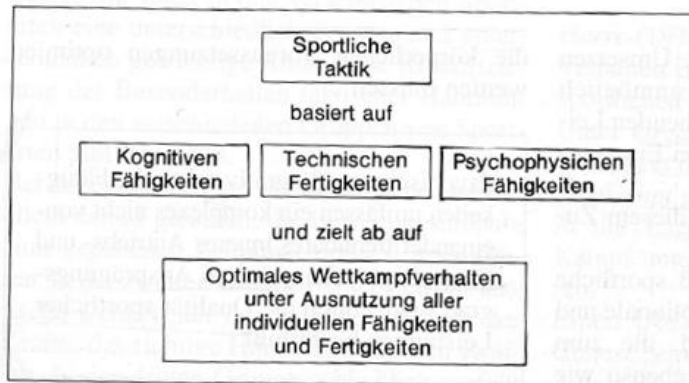 Sportliche
Taktik
basiert auf
Kognitiven Technischen Psychophysichen
Fähigkeiten Fertigkeiten Fähigkeiten
und zielt ab auf
Optimales Wettkampfverhalten
unter Ausnutzung aller
individuellen Fähigkeiten
und Fertigkeiten